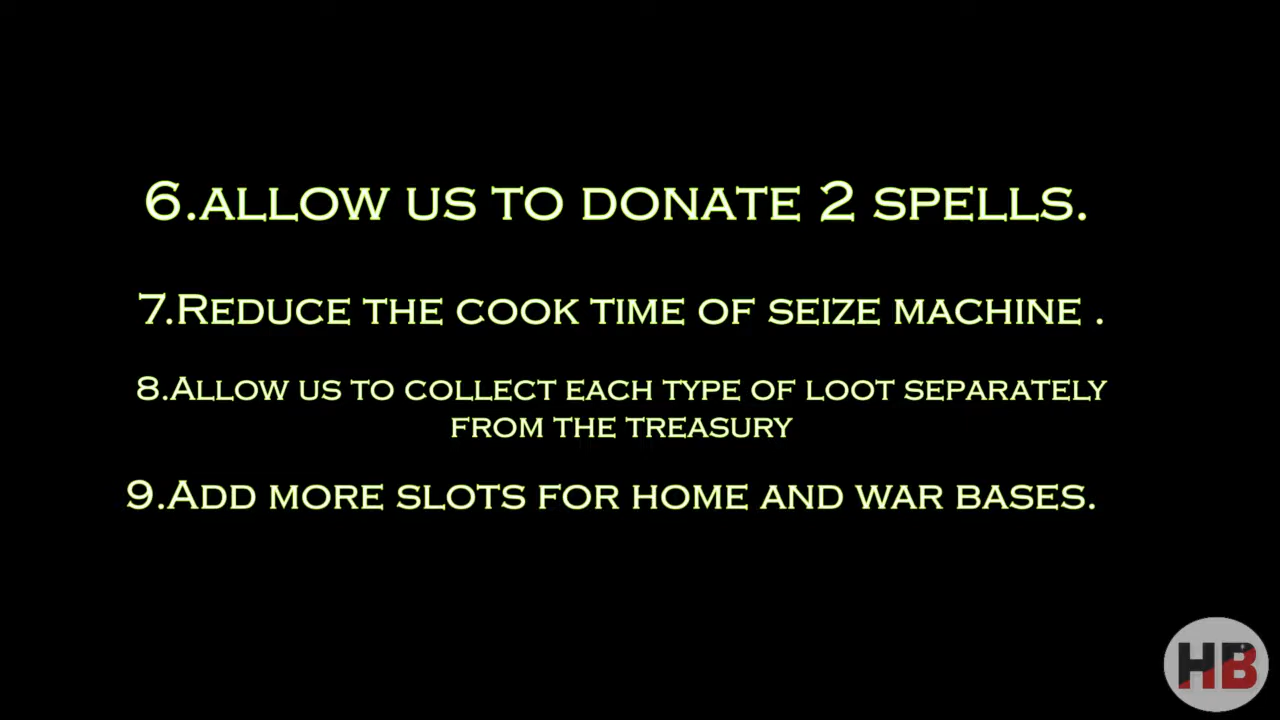 6.ALLOW US TO DONATE 2 SPELLS.
7.REDUCE THE COOK TIME OF SEIZE MACHINE .
8.ALLOW US TO COLLECT EACH TYPE OF LOOT SEPARATELY
FROM THE TREASURY
9.ADD MORE SLOTS FOR HOME AND WAR BASES.
HB